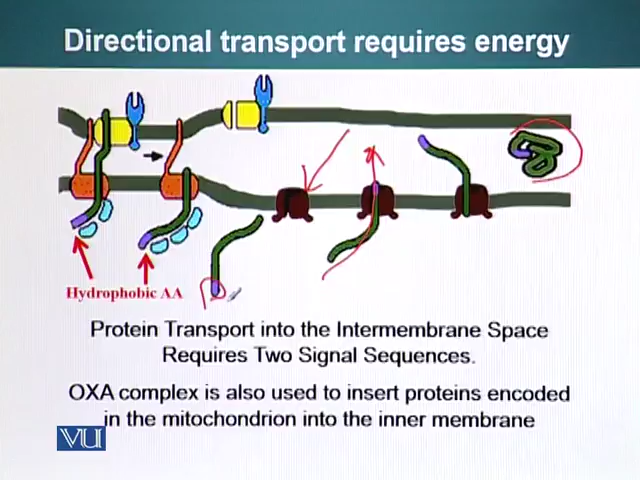 Directional transport requires energy
Hydrophobic AA
Protein Transport into the Intermembrane Space
Requires Two Signal Sequences.
OXA complex is also used to insert proteins encoded
in the mitochondrion into the inner membrane
VU